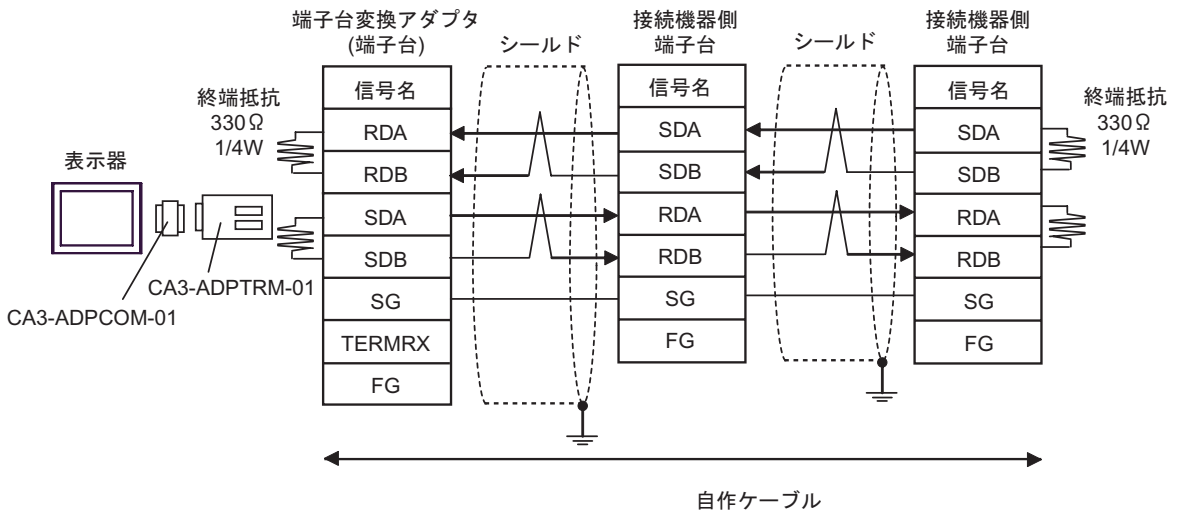 端子台変換アダプタ
(端子台)
シールド
接続機器側
端子台
シールド
接続機器側
端子台
終端抵抗
330Ω
1/4W
表示器
CA3-ADPCOM-01
CA3-ADPTRM-01
信号名
RDA
RDB
SDA
SDB
SG
TERMRX
FG
信号名
SDA
SDB
RDA
RDB
SG
FG
信号名
SDA
SDB
RDA
RDB
SG
FG
終端抵抗
330Ω
1/4W
自作ケーブル